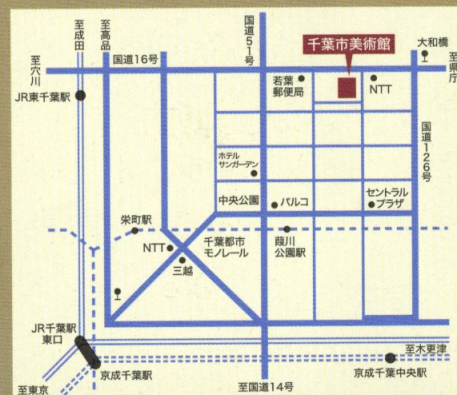 至成田
至高品
国道51号
千葉市美術館
大和橋
至穴川
国道16号
至県庁
JR東千葉駅
若葉
郵便局
NTT
国道126号
ホテル
サンガーデン
中央公園
パルコ
セントラル
プラザ
栄町駅
NTT
千葉都市
モノレール
葭川
公園駅
三越
JR千葉駅
東口
至木更津
京成千葉駅
京成千葉中央駅
至東京
至国道14号